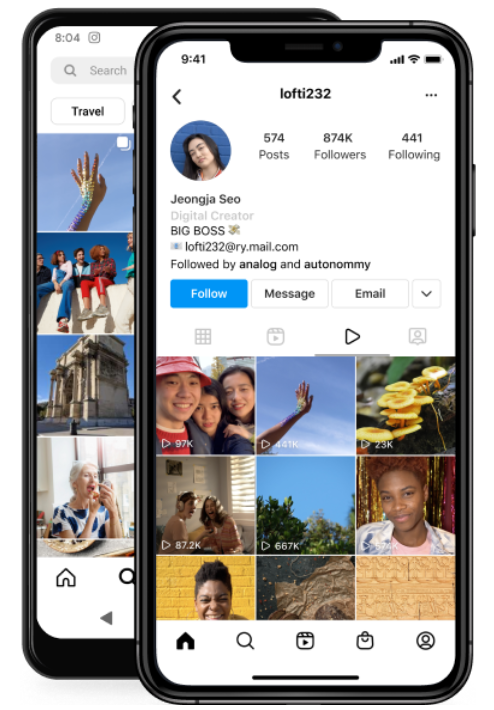 8:04
Search
Travel
9:41
lofti232
574 874K 441
Posts Followers Following
Jeongja Seo
Digital Creator
BIG BOSS
lofti232@ry.mail.com
Followed by analog and autonommy
Follow Message Email
97K 441K 23K
87.2K 667K